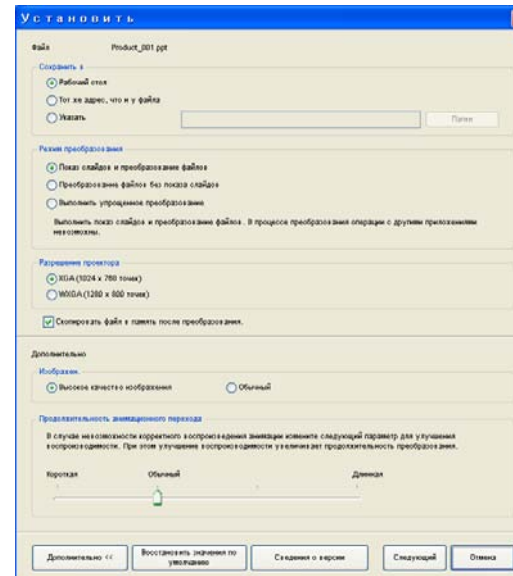 Установить
Файл Product_001.ppt
Сохранить в
Рабочий стол
Тот же адрес, что и у файла
Указать Папки
Режим преобразования
Показ слайдов и преобразование файлов
Преобразование файлов без показа слайдов
Выполнить упрощенное преобразование
Выполнить показ слайдов и преобразование файлов. В процессе преобразования операции с другими приложениями
невозможны.
Разрешение проектора
XGA (1024 x 768 точек)
WXGA (1280 x 800 точек)
Скопировать файл в память после преобразования.
Дополнительно
Изображен.
Высокое качество изображения Обычный
Продолжительность анимационного перехода
В случае невозможности корректного воспроизведения анимации измените следующий параметр для улучшения
воспроизводимости. При этом улучшение воспроизводимости увеличивает продолжительность преобразования.
Короткая Обычный Длинная
Дополнительно << Восстановить значения по умолчанию Сведения о версии Следующий Отмена